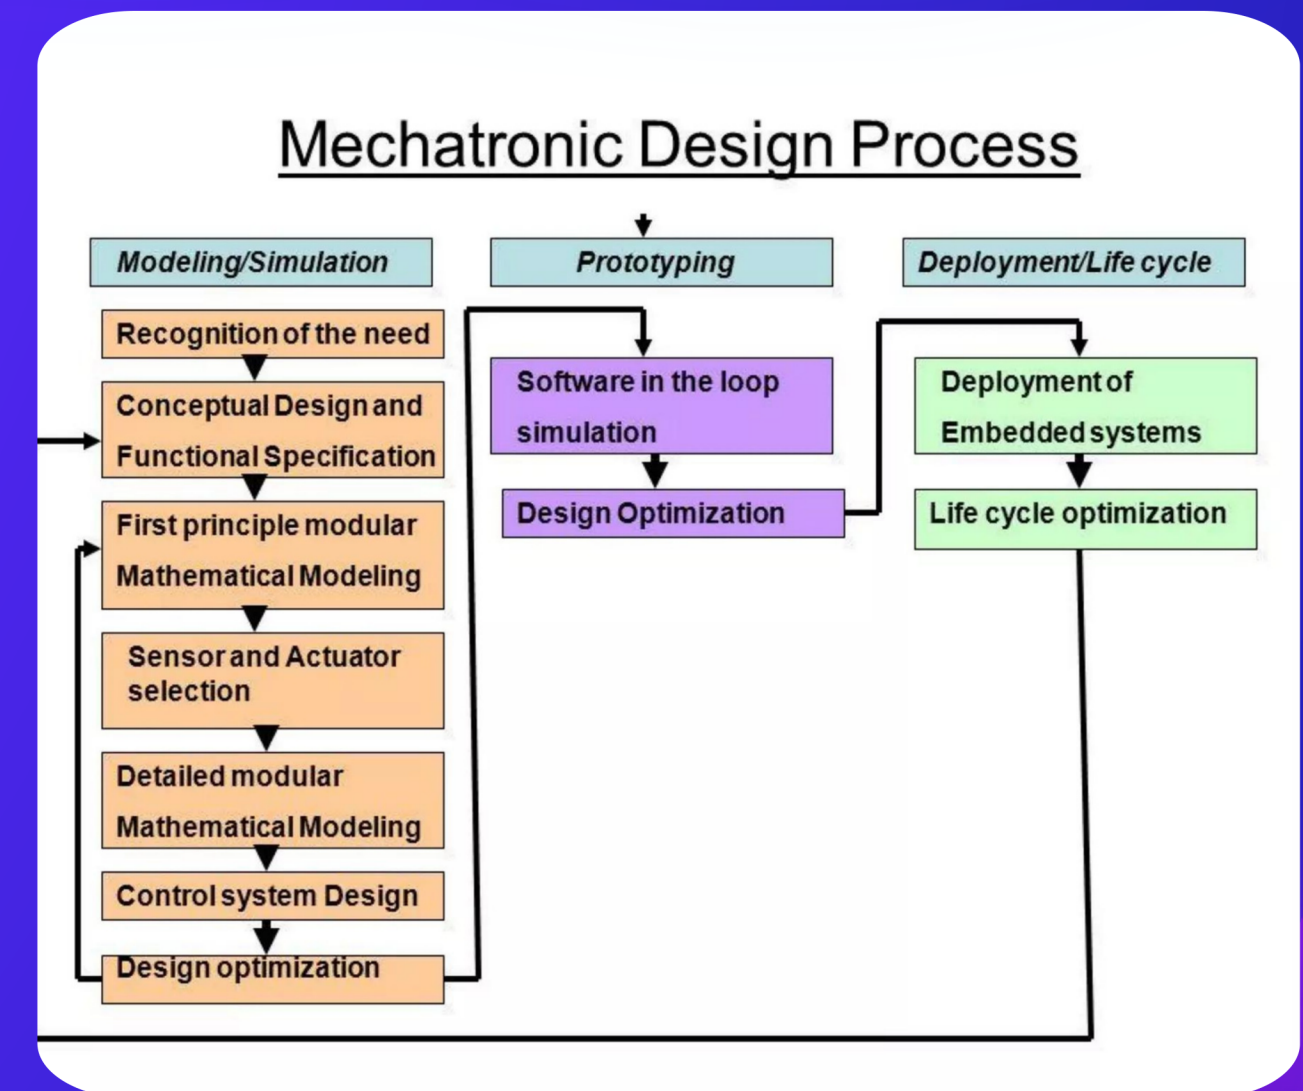 Mechatronic Design Process
Modeling/Simulation
Recognition of the need
Conceptual Design and
Functional Specification
First principle modular
Mathematical Modeling
Sensor and Actuator
selection
Detailed modular
Mathematical Modeling
Control system Design
Design optimization
Prototyping
Software in the loop
simulation
Design Optimization
Deployment/Life cycle
Deployment of
Embedded systems
Life cycle optimization